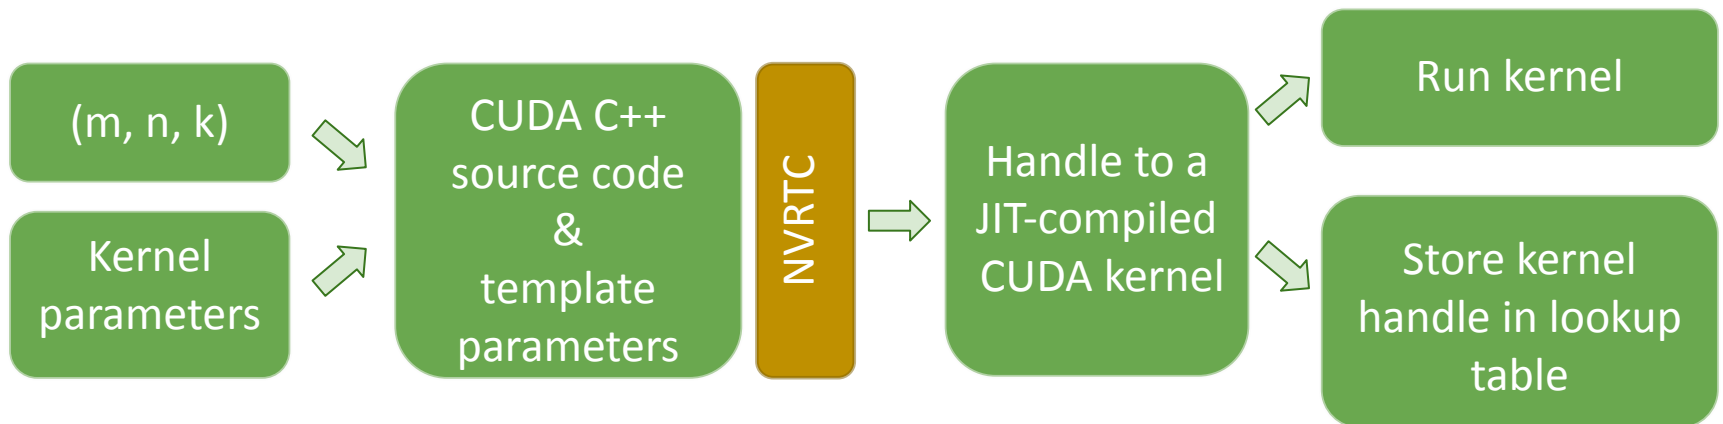 (m, n, k)
Kernel
parameters
CUDA C++
source code
&
template
parameters
NVRTC
Handle to a
JIT-compiled
CUDA kernel
Run kernel
Store kernel
handle in lookup
table